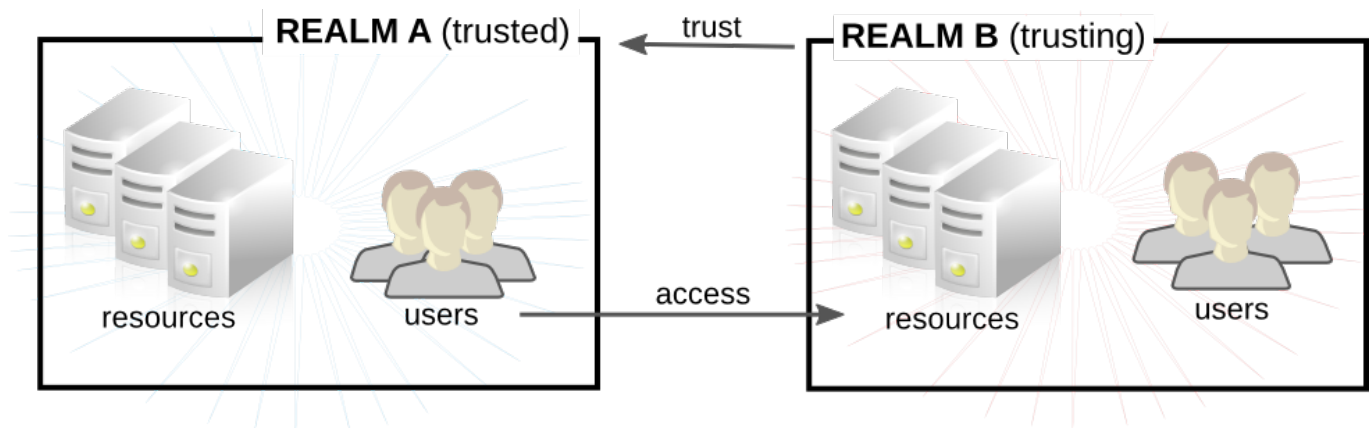 REALM A (trusted)
trust
REALM B (trusting)
resources
users
access
resources
users